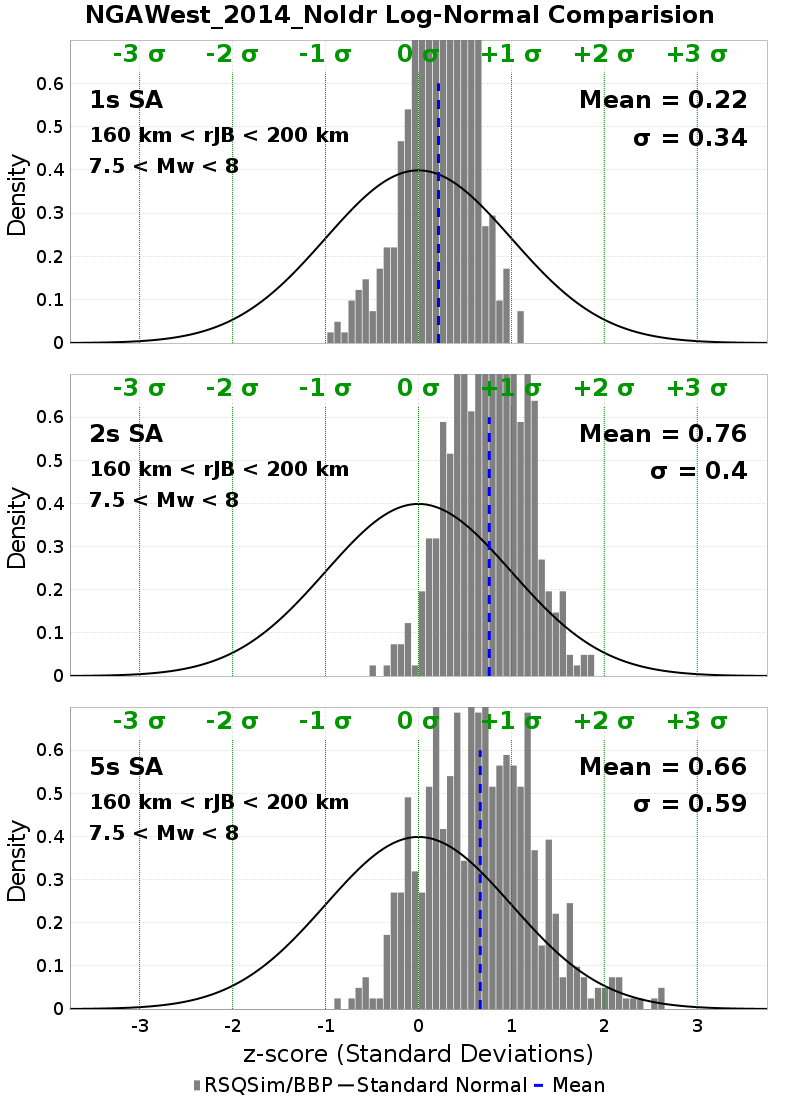 NGAWest_2014_NoIdr Log-Normal Comparision
-3 σ -2 σ -1 σ 0 σ +1 σ +2 σ +3 σ
0.6
0.5
0.4
0.3
0.2
0.1
0
Density
1s SA
160 km < rJB < 200 km
7.5 < Mw < 8
Mean = 0.22
σ = 0.34
-3 σ -2 σ -1 σ 0 σ +1 σ +2 σ +3 σ
0.6
0.5
0.4
0.3
0.2
0.1
0
Density
2s SA
160 km < rJB < 200 km
7.5 < Mw < 8
Mean = 0.76
σ = 0.4
-3 σ -2 σ -1 σ 0 σ +1 σ +2 σ +3 σ
0.6
0.5
0.4
0.3
0.2
0.1
0
Density
5s SA
160 km < rJB < 200 km
7.5 < Mw < 8
Mean = 0.66
σ = 0.59
-3 -2 -1 0 1 2 3
z-score (Standard Deviations)
RSQSim/BBP Standard Normal Mean